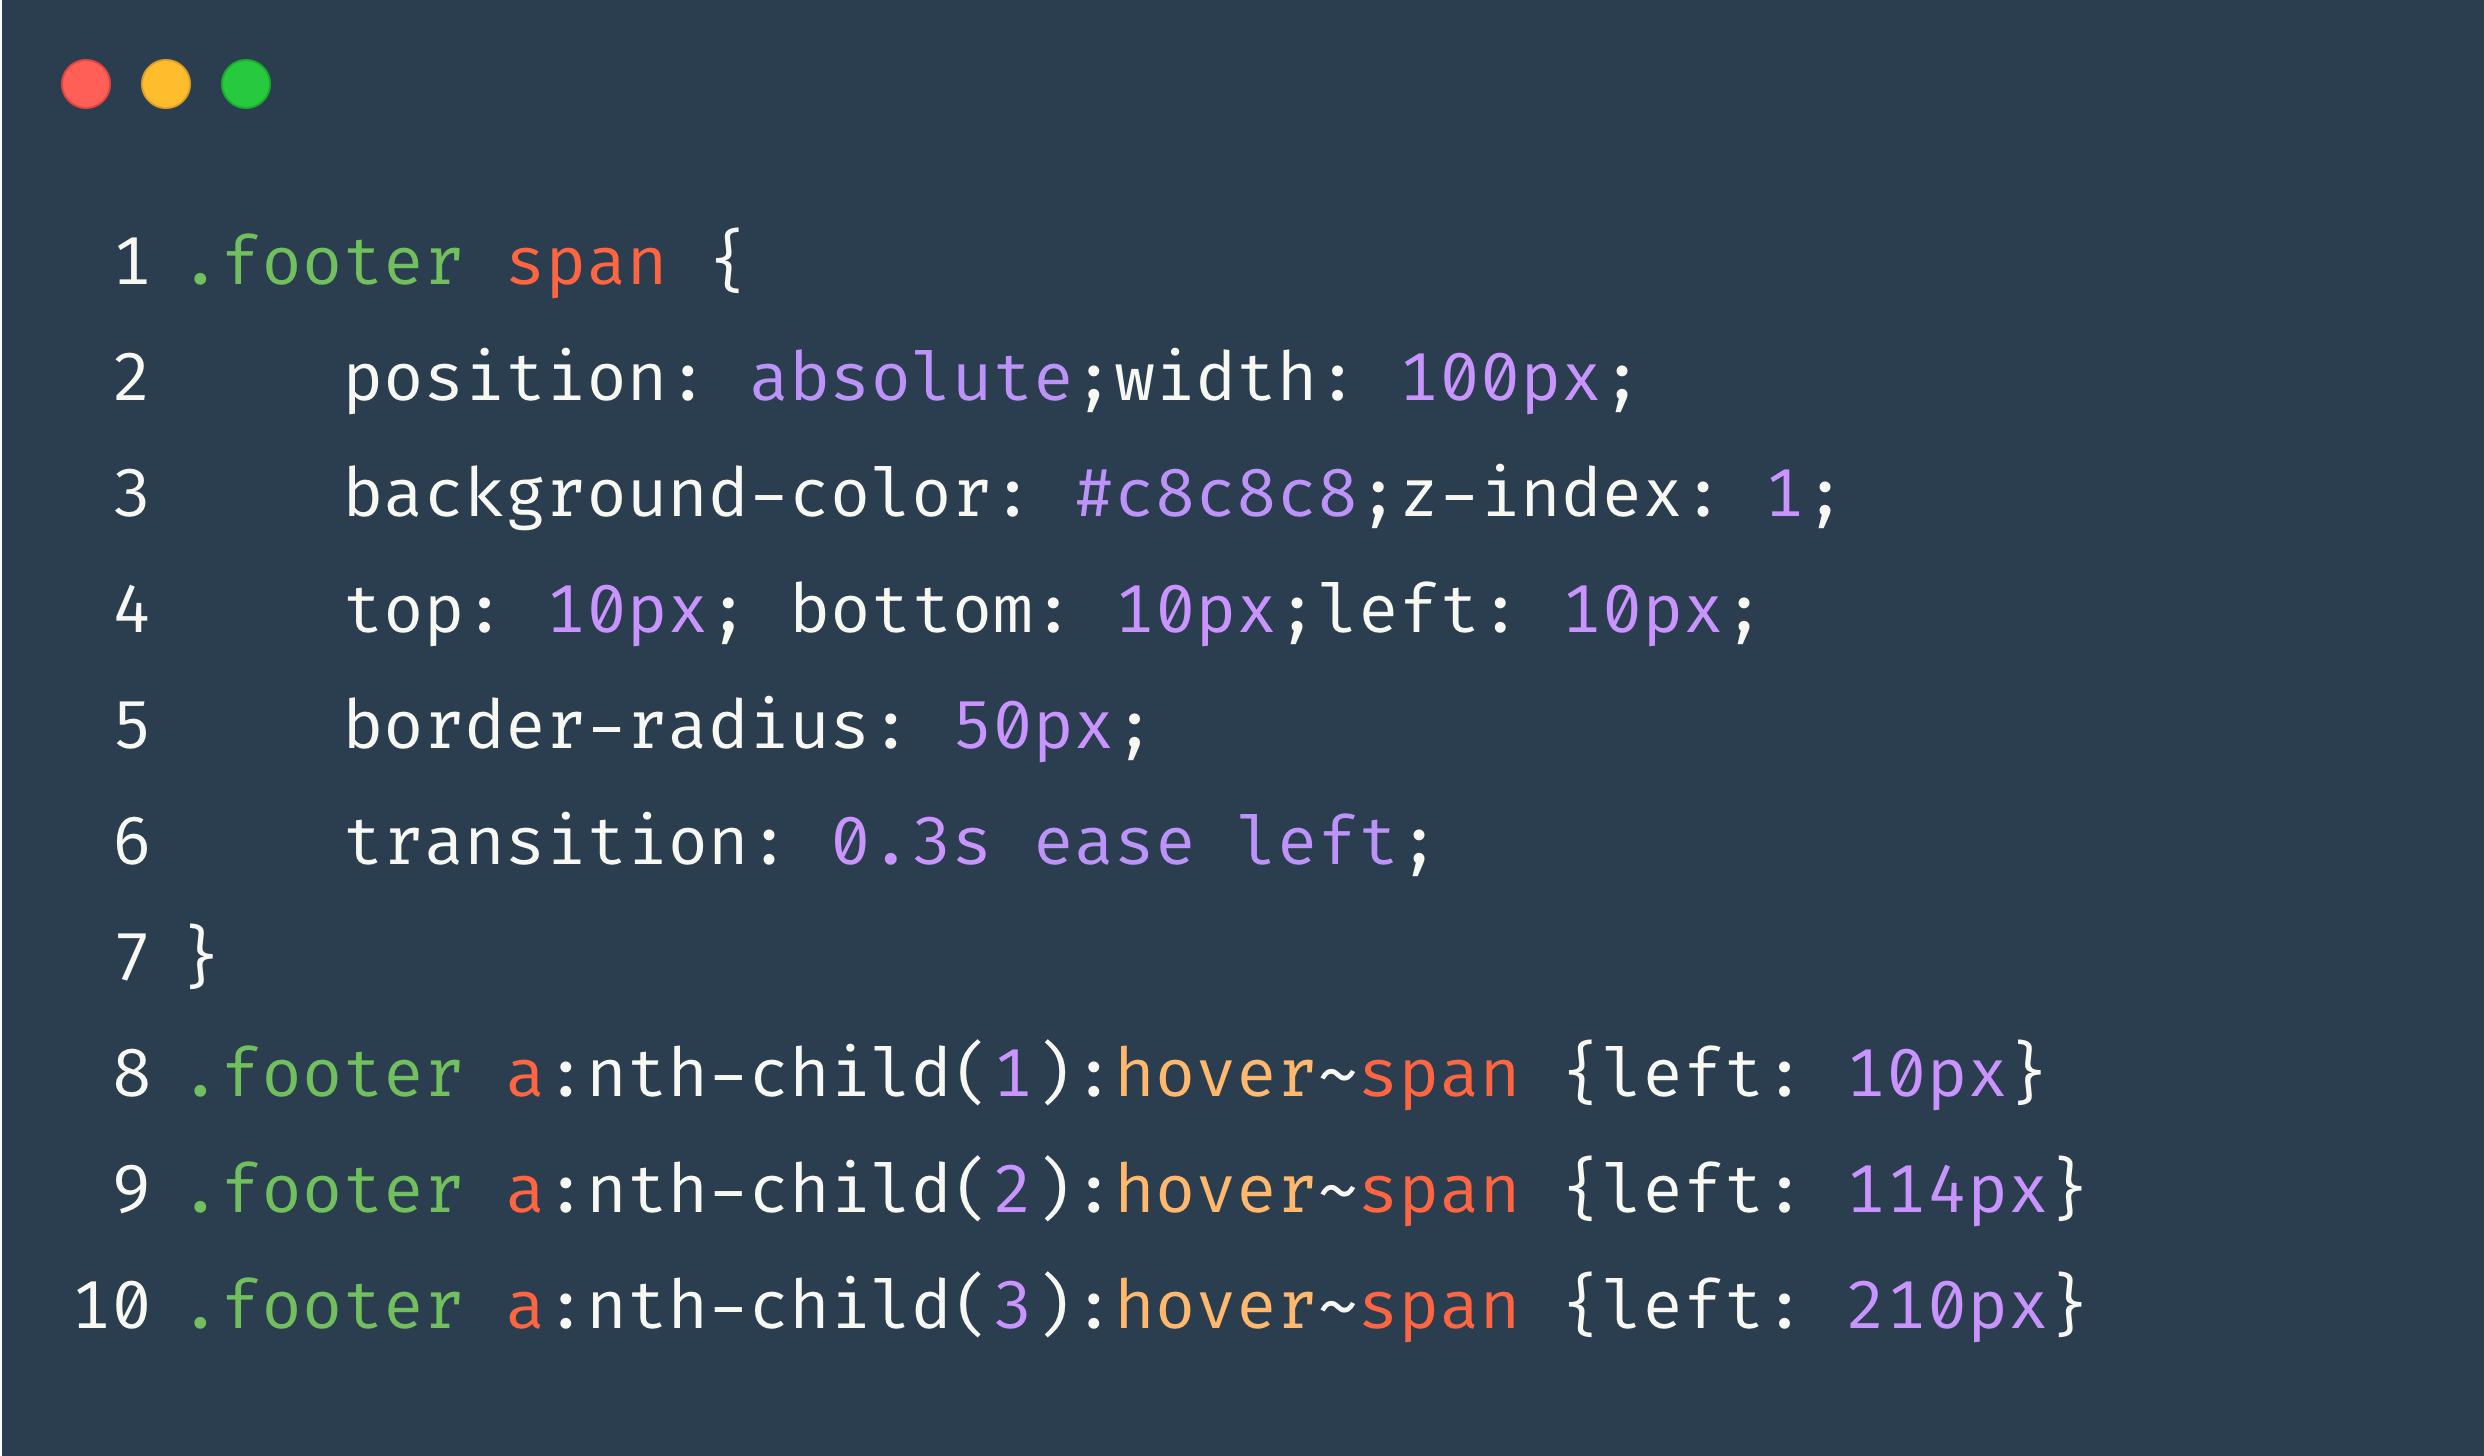 1 .footer span {
2     position: absolute;width: 100px;
3     background-color: #c8c8c8;z-index: 1;
4     top: 10px; bottom: 10px;left: 10px;
5     border-radius: 50px;
6     transition: 0.3s ease left;
7 }
8 .footer a:nth-child(1):hover~span {left: 10px}
9 .footer a:nth-child(2):hover~span {left: 114px}
10 .footer a:nth-child(3):hover~span {left: 210px}